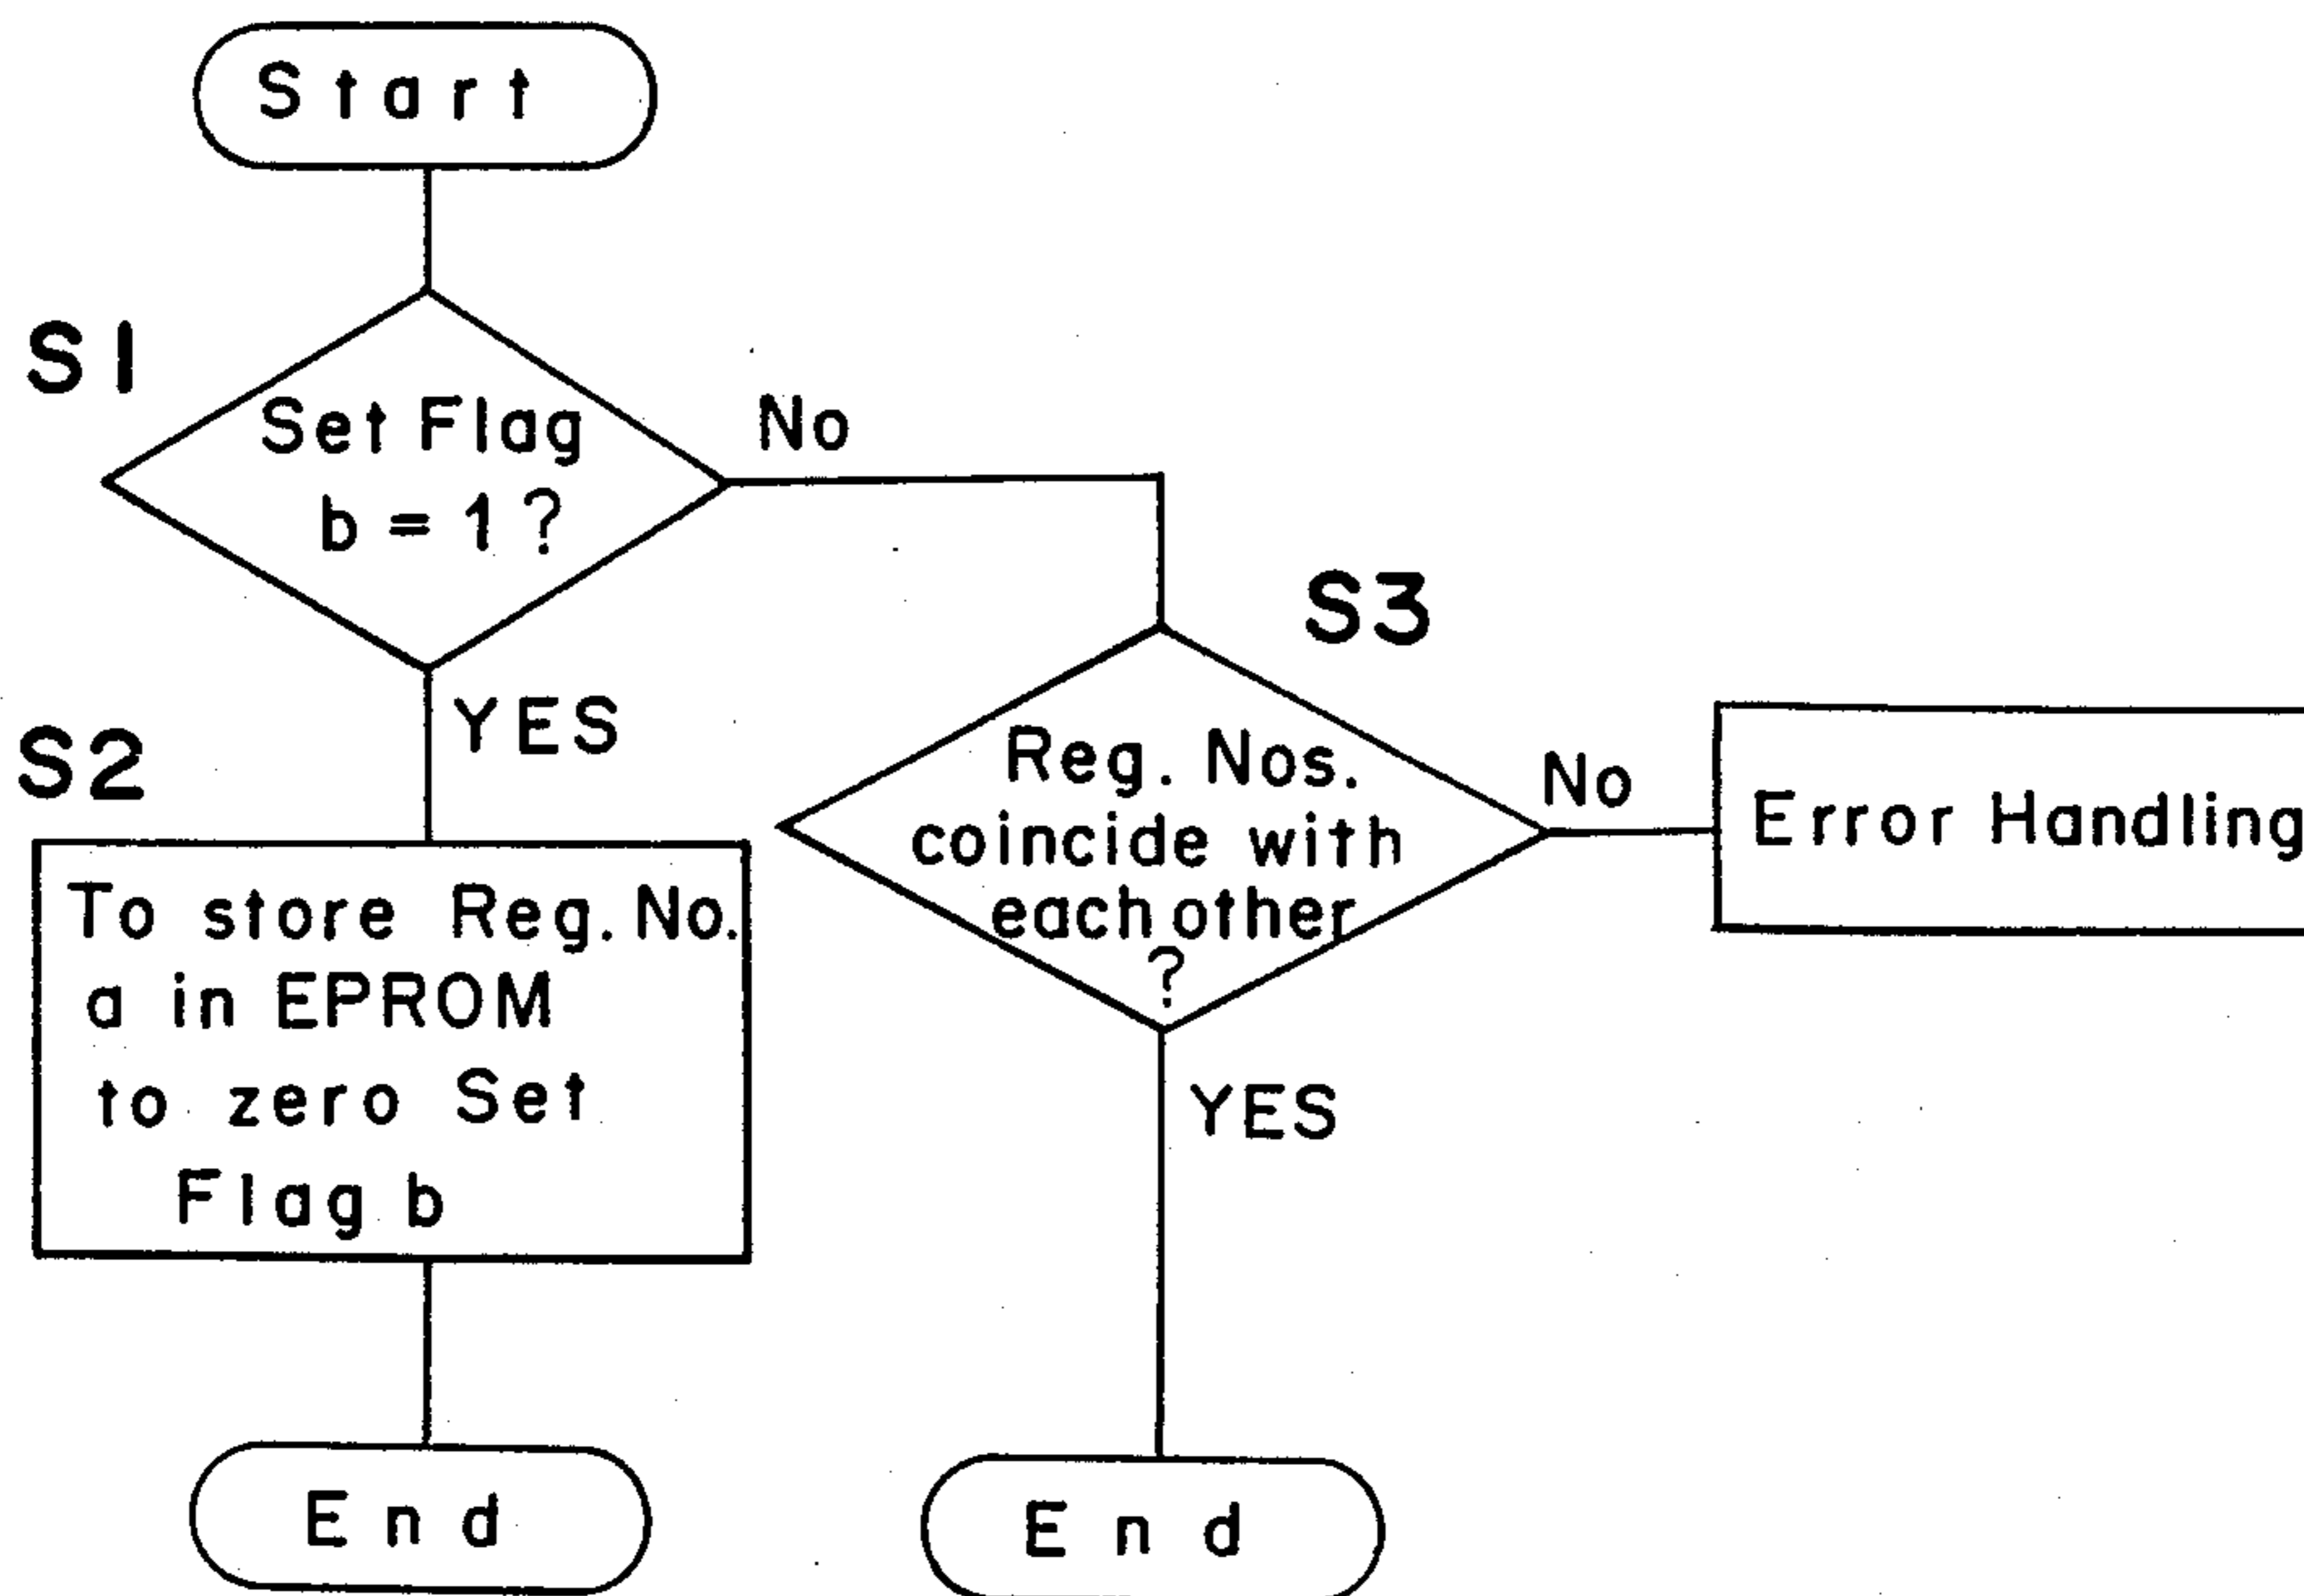 Start
S1
Set Flag
b = 1 ?
No
YES
S2
To store Reg. No.
a in EPROM
to zero Set
Flag b
End
S3
Reg. Nos.
coincide with
each other
?
No
Error Handling
YES
End